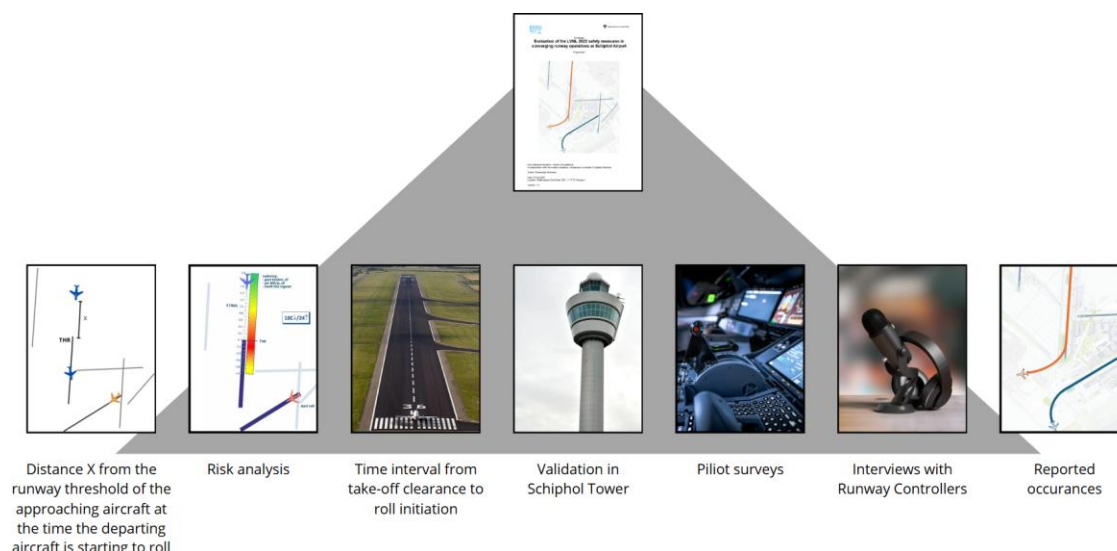 Evaluation of the LVNL 2023 safety measures in
converging runway operations at Schiphol Airport
THR
X
18C/24
36
Distance X from the
runway threshold of the
approaching aircraft at
the time the departing
aircraft is starting to roll
Risk analysis
Time interval from
take-off clearance to
roll initiation
Validation in
Schiphol Tower
Piliot surveys
Interviews with
Runway Controllers
Reported
occurances